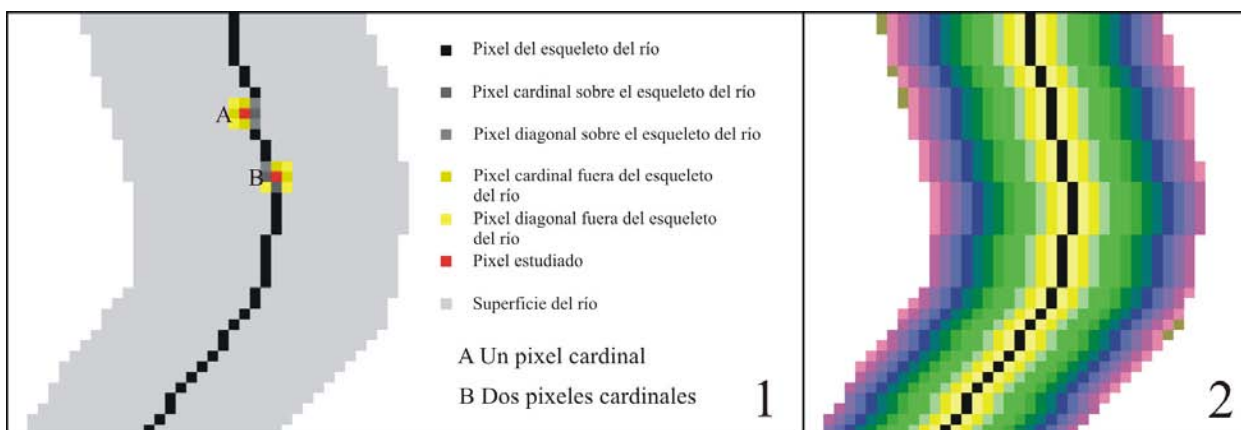 Pixel del esqueleto del río
Pixel cardinal sobre el esqueleto del río
Pixel diagonal sobre el esqueleto del río
Pixel cardinal fuera del esqueleto
del río
Pixel diagonal fuera del esqueleto
del río
Pixel estudiado
Superfície del río
A Un pixel cardinal
B Dos pixeles cardinales
A
B
1
2